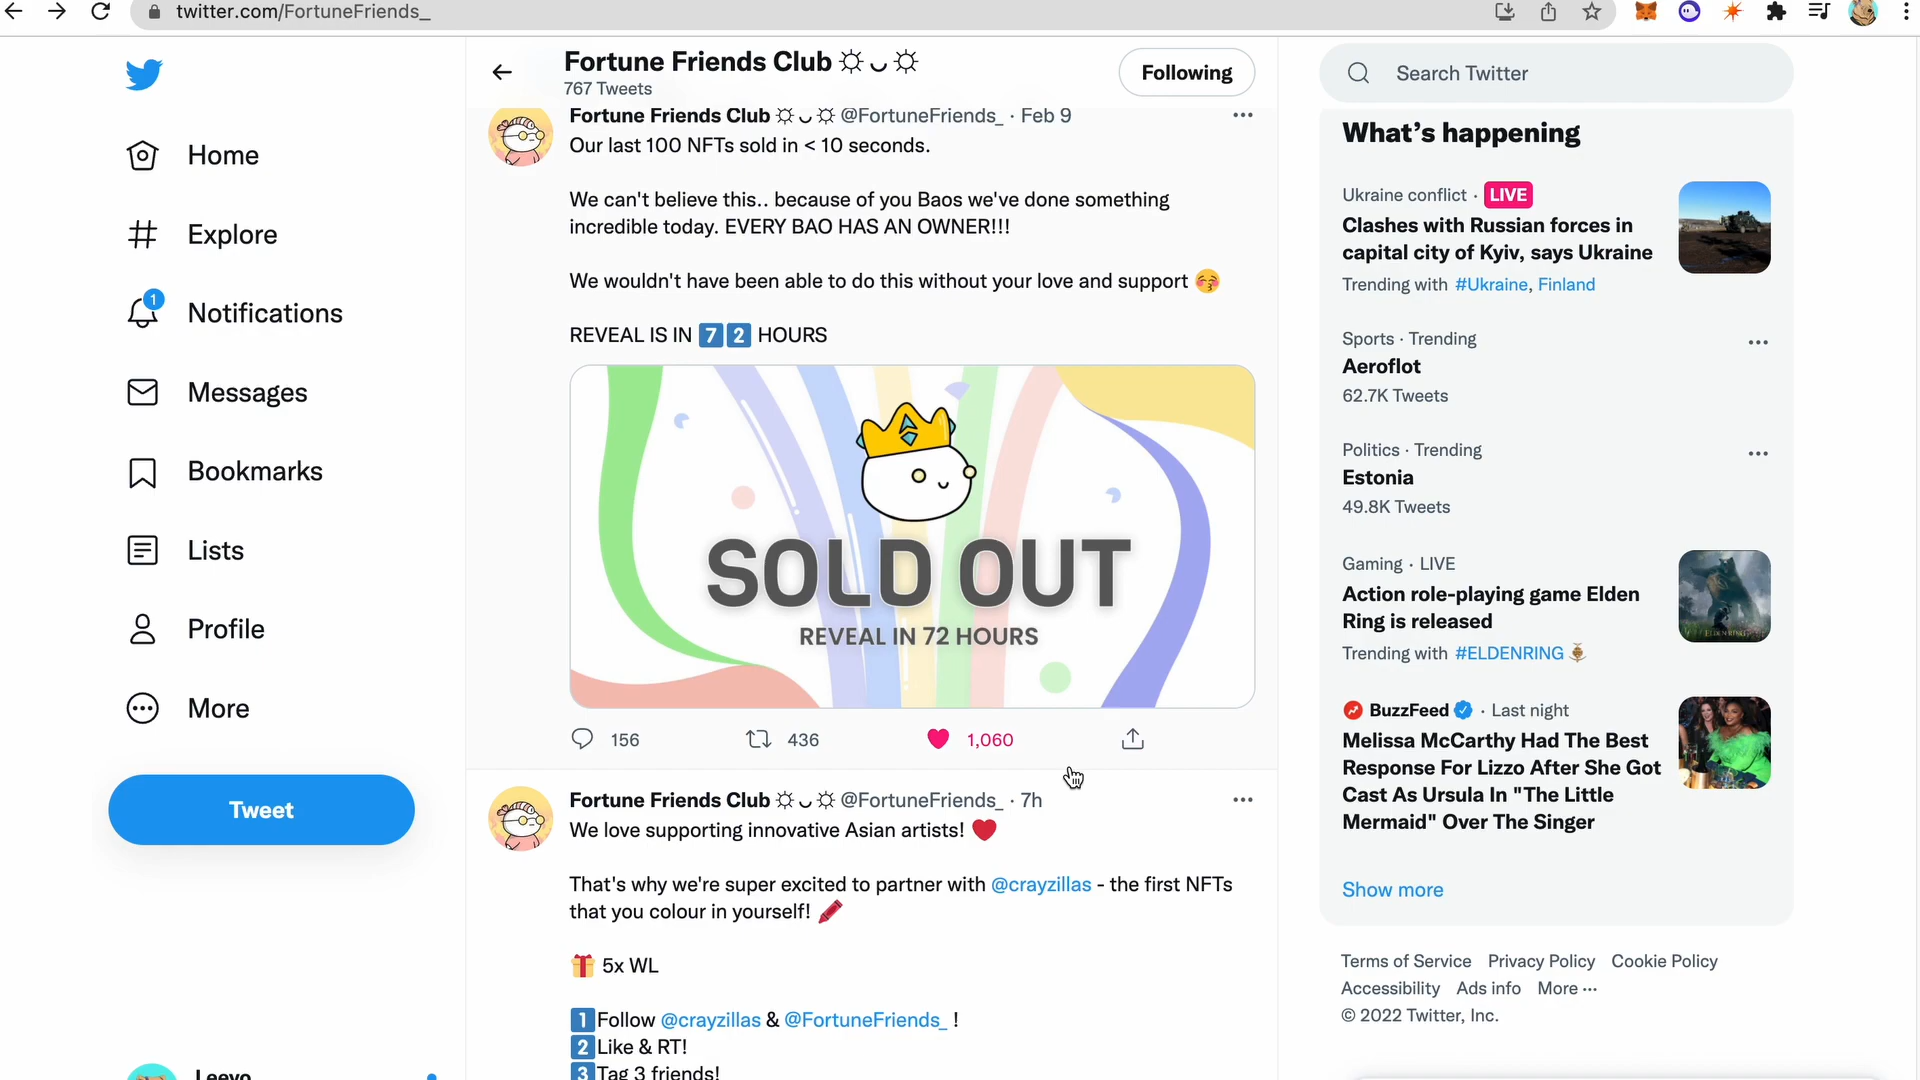 twitter.com/FortuneFriends_
Home
Explore
1
Notifications
Messages
Bookmarks
Lists
Profile
More
Tweet
Leevo
Fortune Friends Club ☼ ◡ ☼
767 Tweets
Following
Fortune Friends Club ☼ ◡ ☼ @FortuneFriends_ · Feb 9
Our last 100 NFTs sold in < 10 seconds.
We can't believe this.. because of you Baos we've done something
incredible today. EVERY BAO HAS AN OWNER!!!
We wouldn't have been able to do this without your love and support 😚
REVEAL IS IN 7️⃣2️⃣ HOURS
SOLD OUT
REVEAL IN 72 HOURS
156 436 1,060
Fortune Friends Club ☼ ◡ ☼ @FortuneFriends_ · 7h
We love supporting innovative Asian artists! ❤️
That's why we're super excited to partner with @crayzillas - the first NFTs
that you colour in yourself! 🖍️
🎁 5x WL
1️⃣Follow @crayzillas & @FortuneFriends_ !
2️⃣Like & RT!
3️⃣Tag 3 friends!
Search Twitter
What's happening
Ukraine conflict · LIVE
Clashes with Russian forces in
capital city of Kyiv, says Ukraine
Trending with #Ukraine, Finland
Sports · Trending
Aeroflot
62.7K Tweets
Politics · Trending
Estonia
49.8K Tweets
Gaming · LIVE
Action role-playing game Elden
Ring is released
Trending with #ELDENRING
ELDEN RING
BuzzFeed · Last night
Melissa McCarthy Had The Best
Response For Lizzo After She Got
Cast As Ursula In "The Little
Mermaid" Over The Singer
Show more
Terms of Service Privacy Policy Cookie Policy
Accessibility Ads info More ···
© 2022 Twitter, Inc.